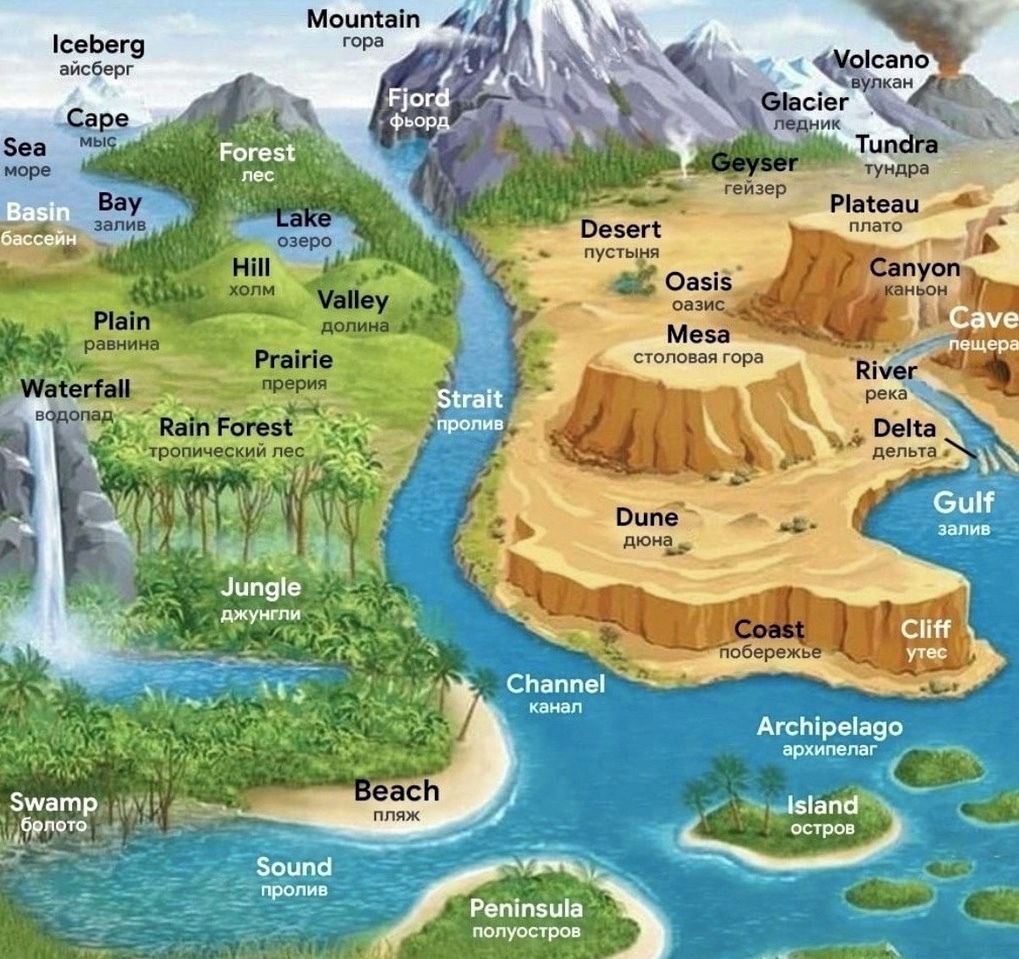 Mountain
гора
Iceberg
айсберг
Volcano
вулкан
Fjord
фьорд
Glacier
ледник
Cape
мыс
Sea
море
Forest
лес
Tundra
тундра
Geyser
гейзер
Bay
залив
Basin
бассейн
Lake
озеро
Plateau
плато
Desert
пустыня
Hill
холм
Canyon
каньон
Oasis
оазис
Valley
долина
Plain
равнина
Cave
пещера
Mesa
столовая гора
Prairie
прерия
River
река
Waterfall
водопад
Strait
пролив
Rain Forest
тропический лес
Delta
дельта
Gulf
залив
Dune
дюна
Jungle
джунгли
Coast
побережье
Cliff
утес
Channel
канал
Archipelago
архипелаг
Beach
пляж
Swamp
болото
Island
остров
Sound
пролив
Peninsula
полуостров